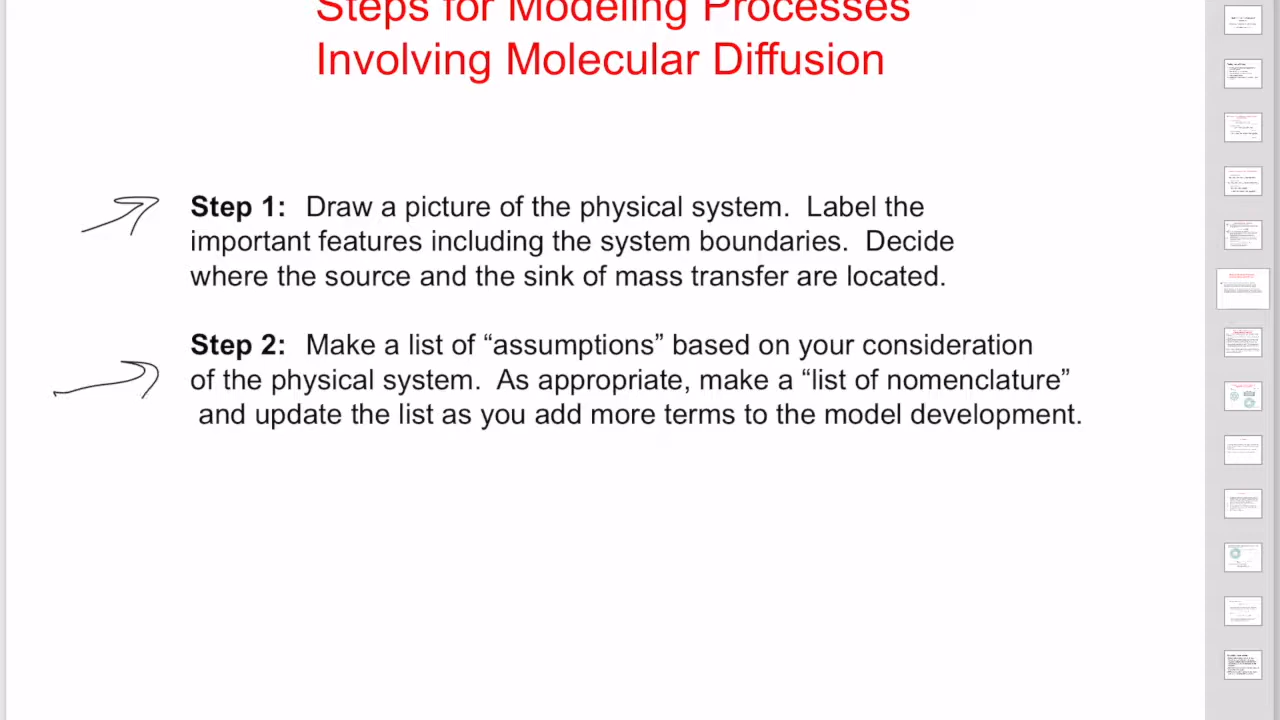 Steps for Modeling Processes
Involving Molecular Diffusion
Step 1: Draw a picture of the physical system. Label the
important features including the system boundaries. Decide
where the source and the sink of mass transfer are located.
Step 2: Make a list of “assumptions” based on your consideration
of the physical system. As appropriate, make a “list of nomenclature”
and update the list as you add more terms to the model development.